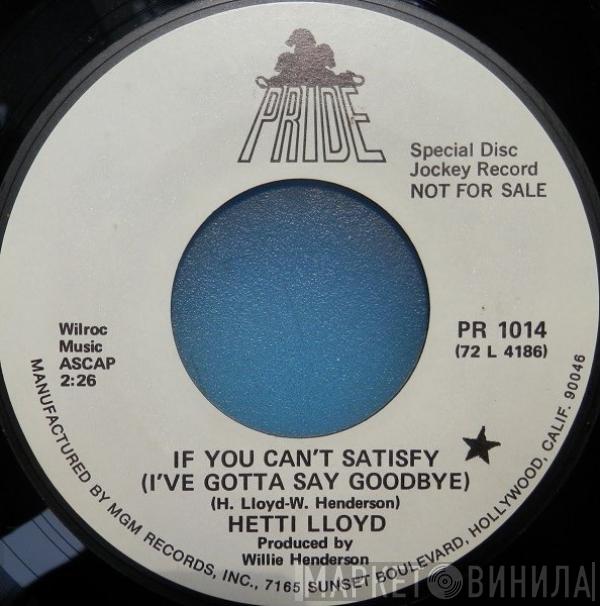 PRIDE
Special Disc
Jockey Record
NOT FOR SALE
Wilroc
Music
ASCAP
2:26
PR 1014
(72 L 4186)
IF YOU CAN'T SATISFY
(I'VE GOTTA SAY GOODBYE)
(H. Lloyd-W. Henderson)
HETTI LLOYD
Produced by
Willie Henderson
MANUFACTURED BY MGM RECORDS, INC., 7165 SUNSET BOULEVARD, HOLLYWOOD, CALIF. 90046
МАРКЕТ ВИНИЛА